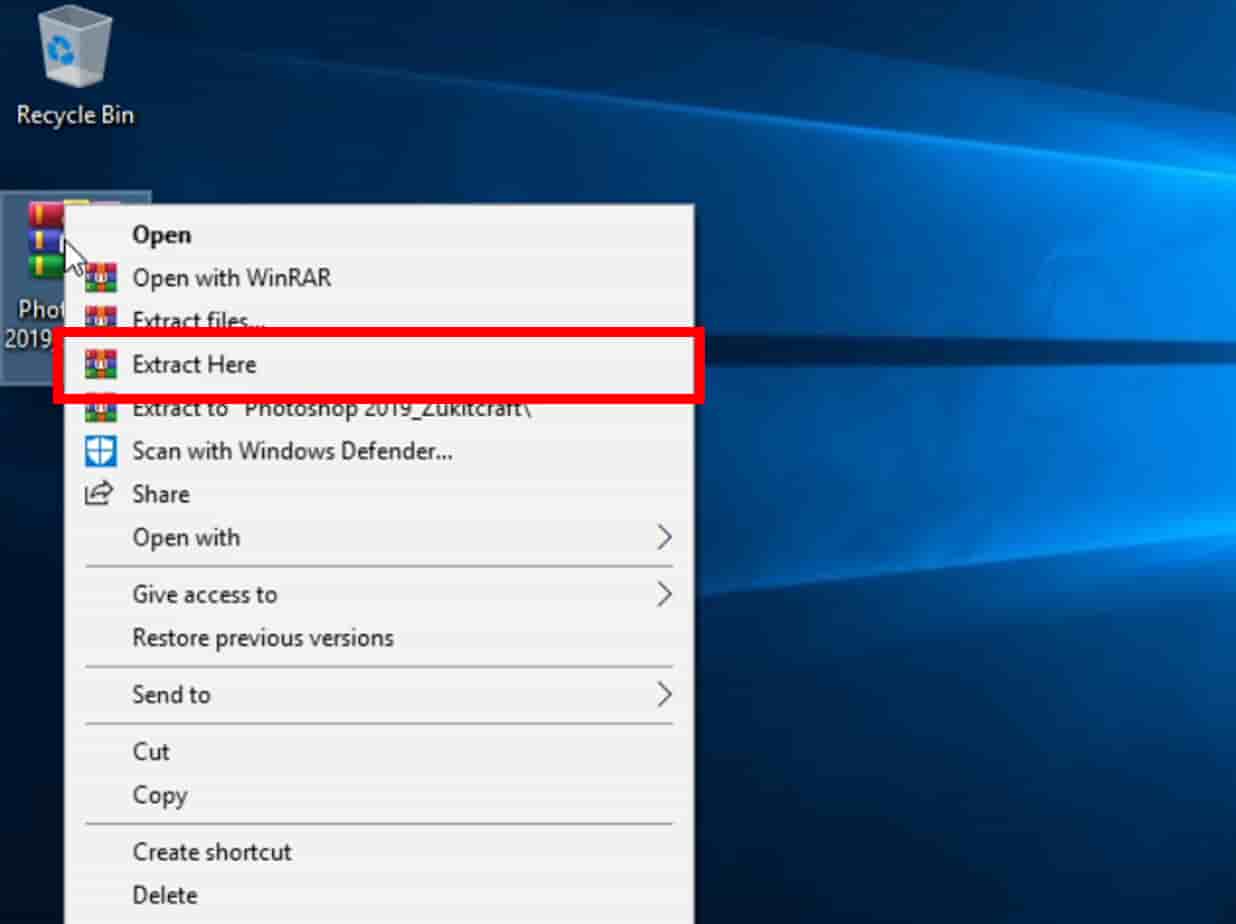 Recycle Bin
Phot
2019_
Open
Open with WinRAR
Extract files...
Extract Here
Extract to "Photoshop 2019_Zukitcraft\
Scan with Windows Defender...
Share
Open with
Give access to
Restore previous versions
Send to
Cut
Copy
Create shortcut
Delete